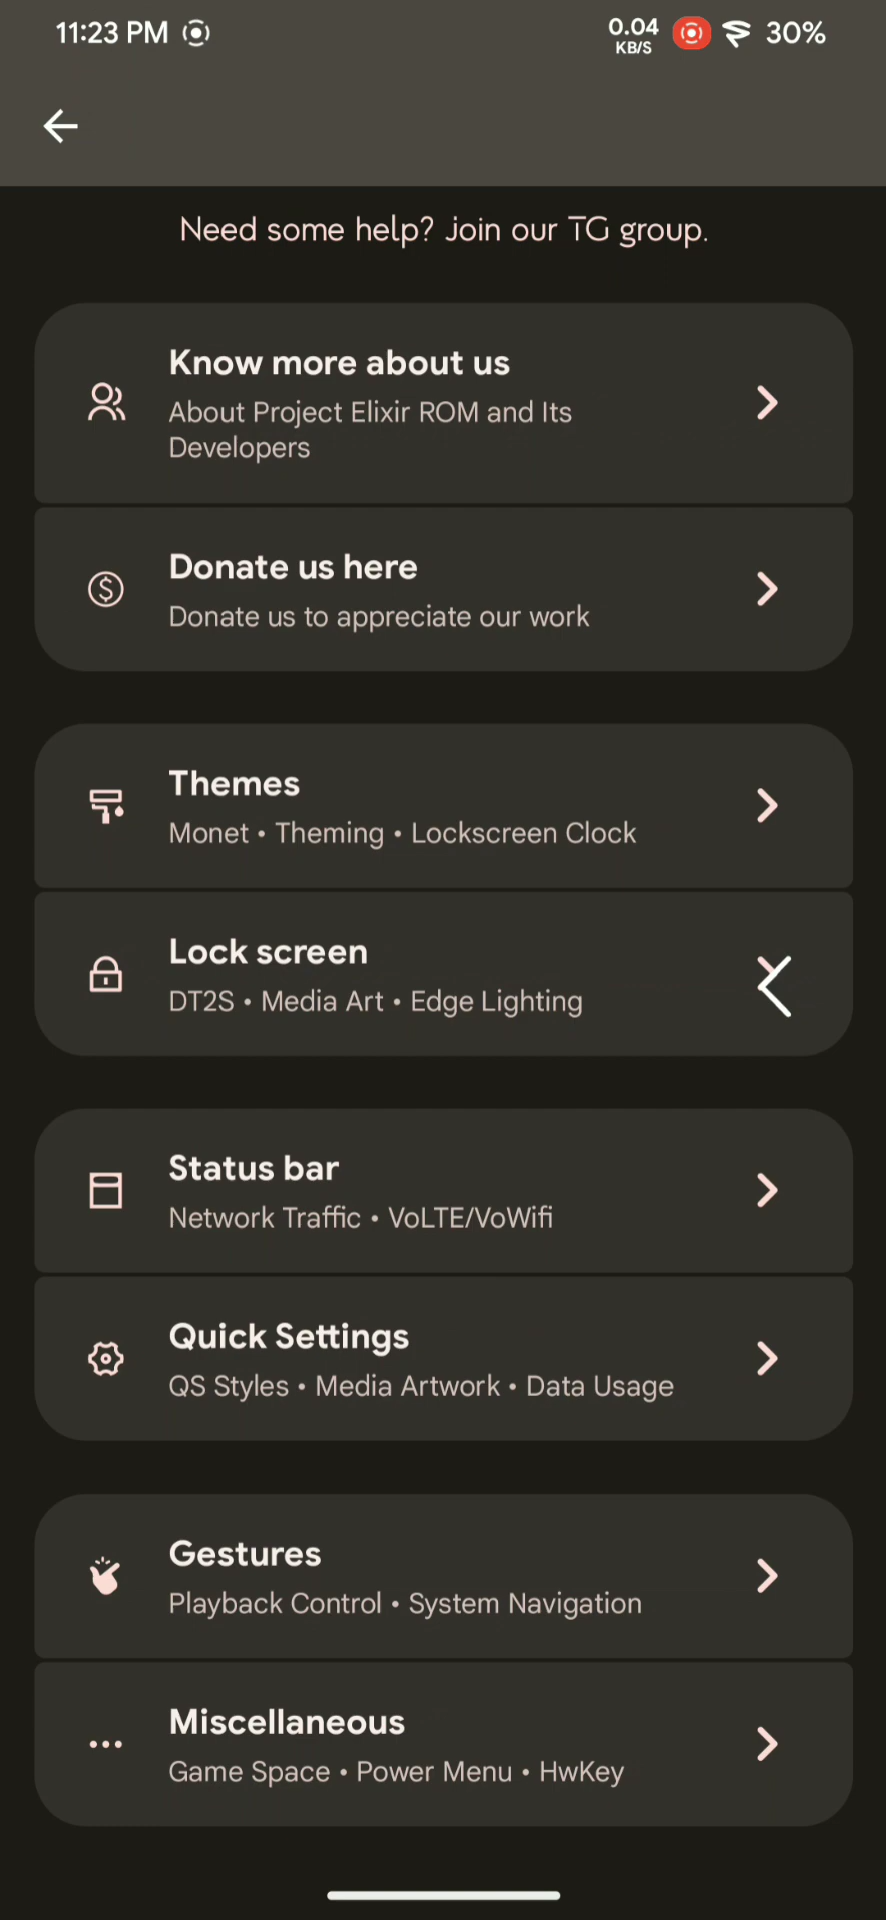 11:23 PM
0.04
KB/S
30%
Need some help? Join our TG group.
Know more about us
About Project Elixir ROM and Its
Developers
Donate us here
Donate us to appreciate our work
Themes
Monet • Theming • Lockscreen Clock
Lock screen
DT2S • Media Art • Edge Lighting
Status bar
Network Traffic • VoLTE/VoWifi
Quick Settings
QS Styles • Media Artwork • Data Usage
Gestures
Playback Control • System Navigation
Miscellaneous
Game Space • Power Menu • HwKey